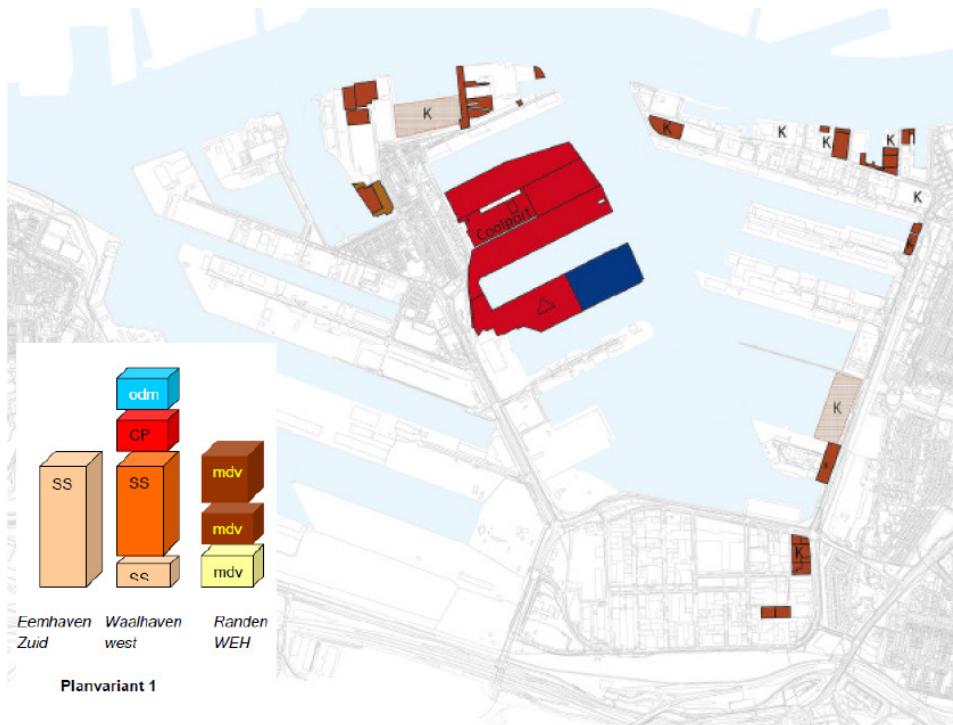 K
K
K
K
K
K
Coolport
K
K
K
odm
CP
SS
SS
mdv
mdv
SS
mdv
Eemhaven
Zuid
Waalhaven
west
Randen
WEH
Planvariant 1